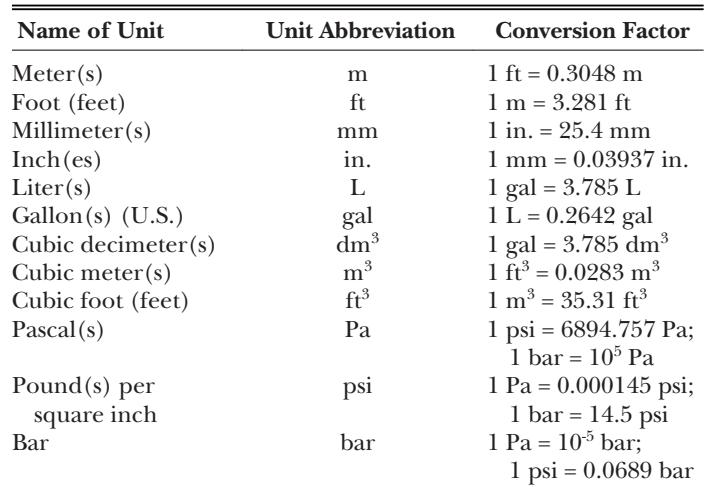 Name of Unit Unit Abbreviation Conversion Factor
Meter(s) m 1 ft = 0.3048 m
Foot (feet) ft 1 m = 3.281 ft
Millimeter(s) mm 1 in. = 25.4 mm
Inch(es) in. 1 mm = 0.03937 in.
Liter(s) L 1 gal = 3.785 L
Gallon(s) (U.S.) gal 1 L = 0.2642 gal
Cubic decimeter(s) dm³ 1 gal = 3.785 dm³
Cubic meter(s) m³ 1 ft³ = 0.0283 m³
Cubic foot (feet) ft³ 1 m³ = 35.31 ft³
Pascal(s) Pa 1 psi = 6894.757 Pa;
1 bar = 10⁵ Pa
Pound(s) per psi 1 Pa = 0.000145 psi;
square inch 1 bar = 14.5 psi
Bar bar 1 Pa = 10⁻⁵ bar;
1 psi = 0.0689 bar